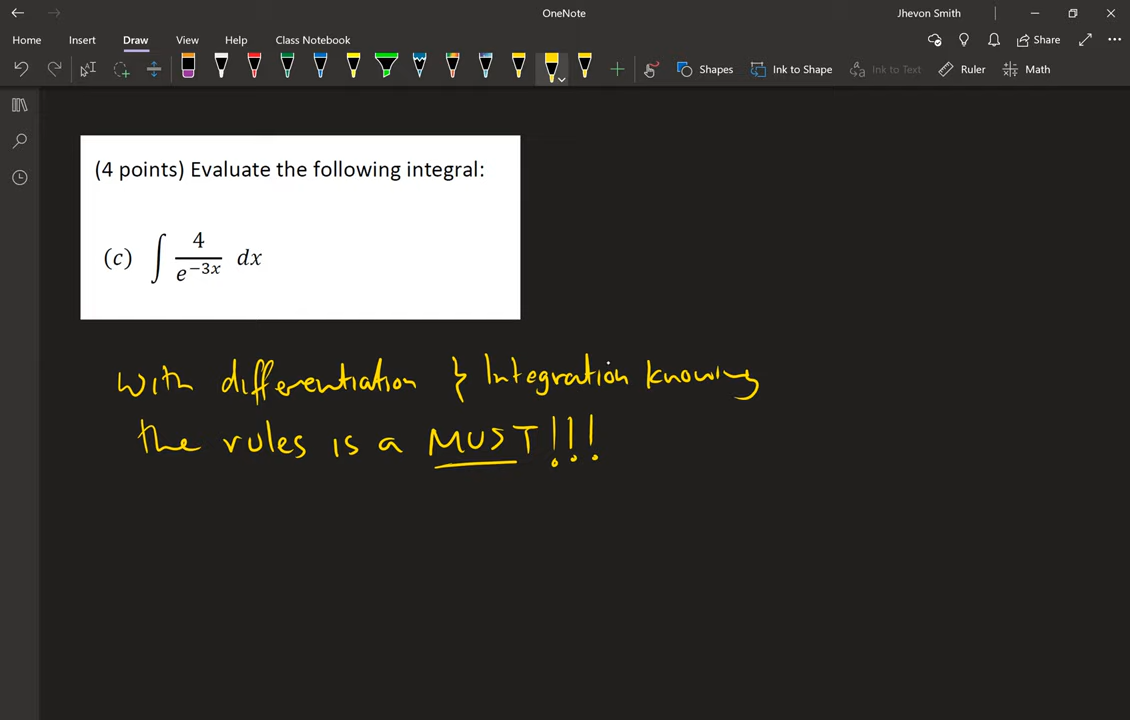 OneNote
Jhevon Smith
Home Insert Draw View Help Class Notebook
Share
Shapes Ink to Shape Ink to Text Ruler Math
(4 points) Evaluate the following integral:
(c) ∫ 4/e^{-3x} dx
With differentiation & Integration knowing
the rules is a MUST!!!